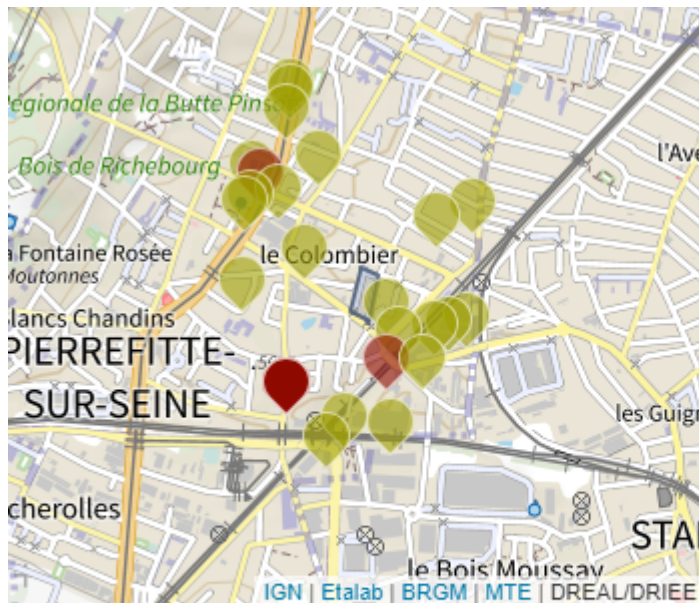 Régionale de la Butte Pins
Bois de Richebourg
l'Ave
a Fontaine Rosée
Moutonnes
le Colombier
lancs Chandins
PIERREFITTE-
SUR-SEINE
les Guign
cherolles
STAI
le Bois Moussay
IGN | Etalab | BRGM | MTE | DREAL/DRIEE